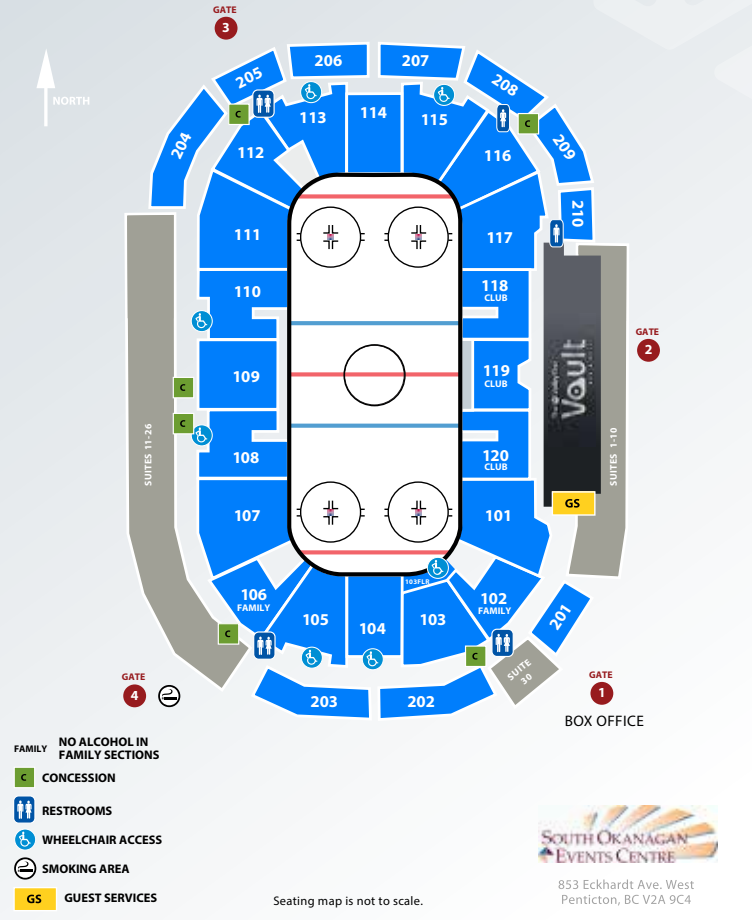 GATE
3
NORTH
206
207
205
208
C
C
204
113
114
115
209
112
116
111
117
210
110
118
CLUB
GATE
2
109
119
CLUB
Vault
C
C
SUITES 11-26
SUITES 1-10
108
120
CLUB
GS
107
101
103FLR
106
FAMILY
102
FAMILY
105
104
103
201
C
C
SUITE
30
203
202
GATE
4
GATE
1
BOX OFFICE
FAMILY NO ALCOHOL IN
FAMILY SECTIONS
C CONCESSION
RESTROOMS
WHEELCHAIR ACCESS
SMOKING AREA
GS GUEST SERVICES
Seating map is not to scale.
SOUTH OKANAGAN
EVENTS CENTRE
853 Eckhardt Ave. West
Penticton, BC V2A 9C4